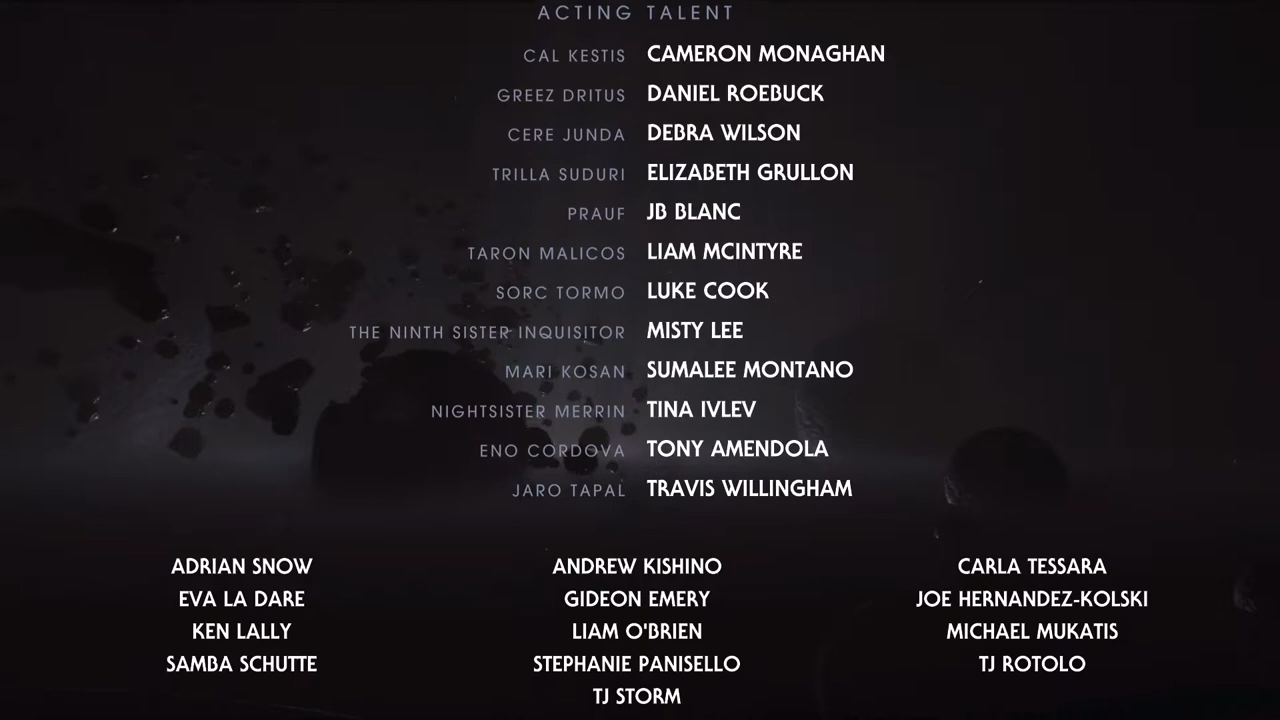 ACTING TALENT
CAL KESTIS CAMERON MONAGHAN
GREEZ DRITUS DANIEL ROEBUCK
CERE JUNDA DEBRA WILSON
TRILLA SUDURI ELIZABETH GRULLON
PRAUF JB BLANC
TARON MALICOS LIAM MCINTYRE
SORC TORMO LUKE COOK
THE NINTH SISTER INQUISITOR MISTY LEE
MARI KOSAN SUMALEE MONTANO
NIGHTSISTER MERRIN TINA IVLEV
ENO CORDOVA TONY AMENDOLA
JARO TAPAL TRAVIS WILLINGHAM
ADRIAN SNOW ANDREW KISHINO CARLA TESSARA
EVA LA DARE GIDEON EMERY JOE HERNANDEZ-KOLSKI
KEN LALLY LIAM O'BRIEN MICHAEL MUKATIS
SAMBA SCHUTTE STEPHANIE PANISELLO TJ ROTOLO
TJ STORM